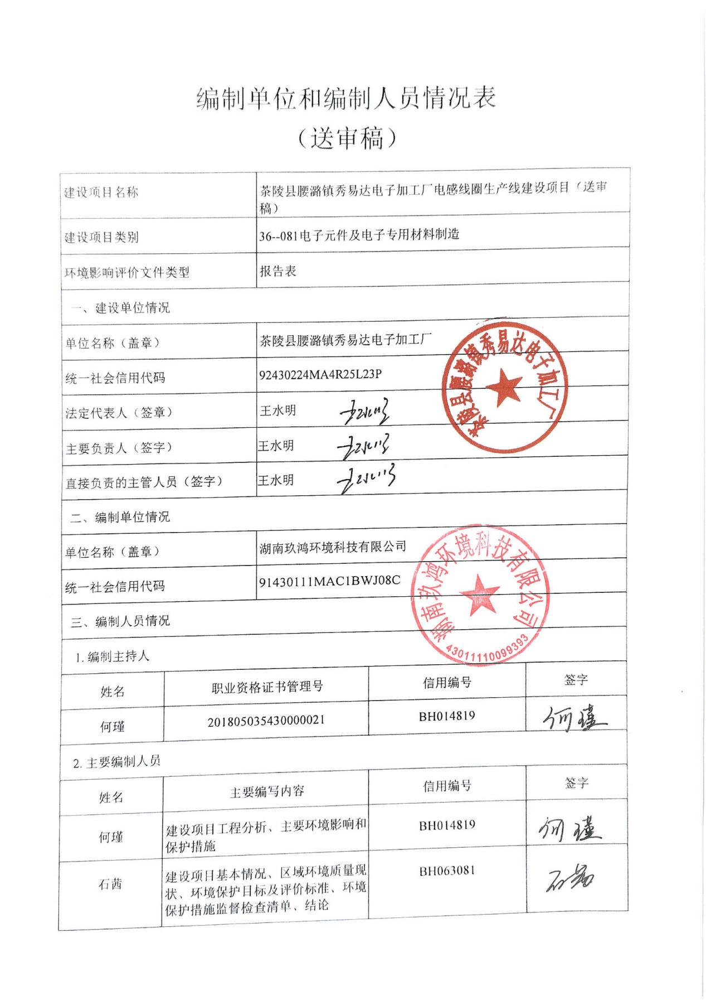 编制单位和编制人员情况表
（送审稿）
建设项目名称
茶陵县腰潞镇秀易达电子加工厂电感线圈生产线建设项目（送审
稿）
建设项目类别
36--081电子元件及电子专用材料制造
环境影响评价文件类型
报告表
一、建设单位情况
单位名称（盖章）
茶陵县腰潞镇秀易达电子加工厂
统一社会信用代码
92430224MA4R25L23P
法定代表人（签章）
王水明
王水明
主要负责人（签字）
王水明
王水明
直接负责的主管人员（签字）
王水明
王水明
茶陵县腰潞镇秀易达电子加工厂
二、编制单位情况
单位名称（盖章）
湖南玖鸿环境科技有限公司
统一社会信用代码
91430111MAC1BWJ08C
湖南玖鸿环境科技有限公司
43011110099393
三、编制人员情况
1.编制主持人
姓名
职业资格证书管理号
信用编号
签字
何瑾
201805035430000021
BH014819
何瑾
2.主要编制人员
姓名
主要编写内容
信用编号
签字
何瑾
建设项目工程分析、主要环境影响和
保护措施
BH014819
何瑾
石茜
建设项目基本情况、区域环境质量现
状、环境保护目标及评价标准、环境
保护措施监督检查清单、结论
BH063081
石茜